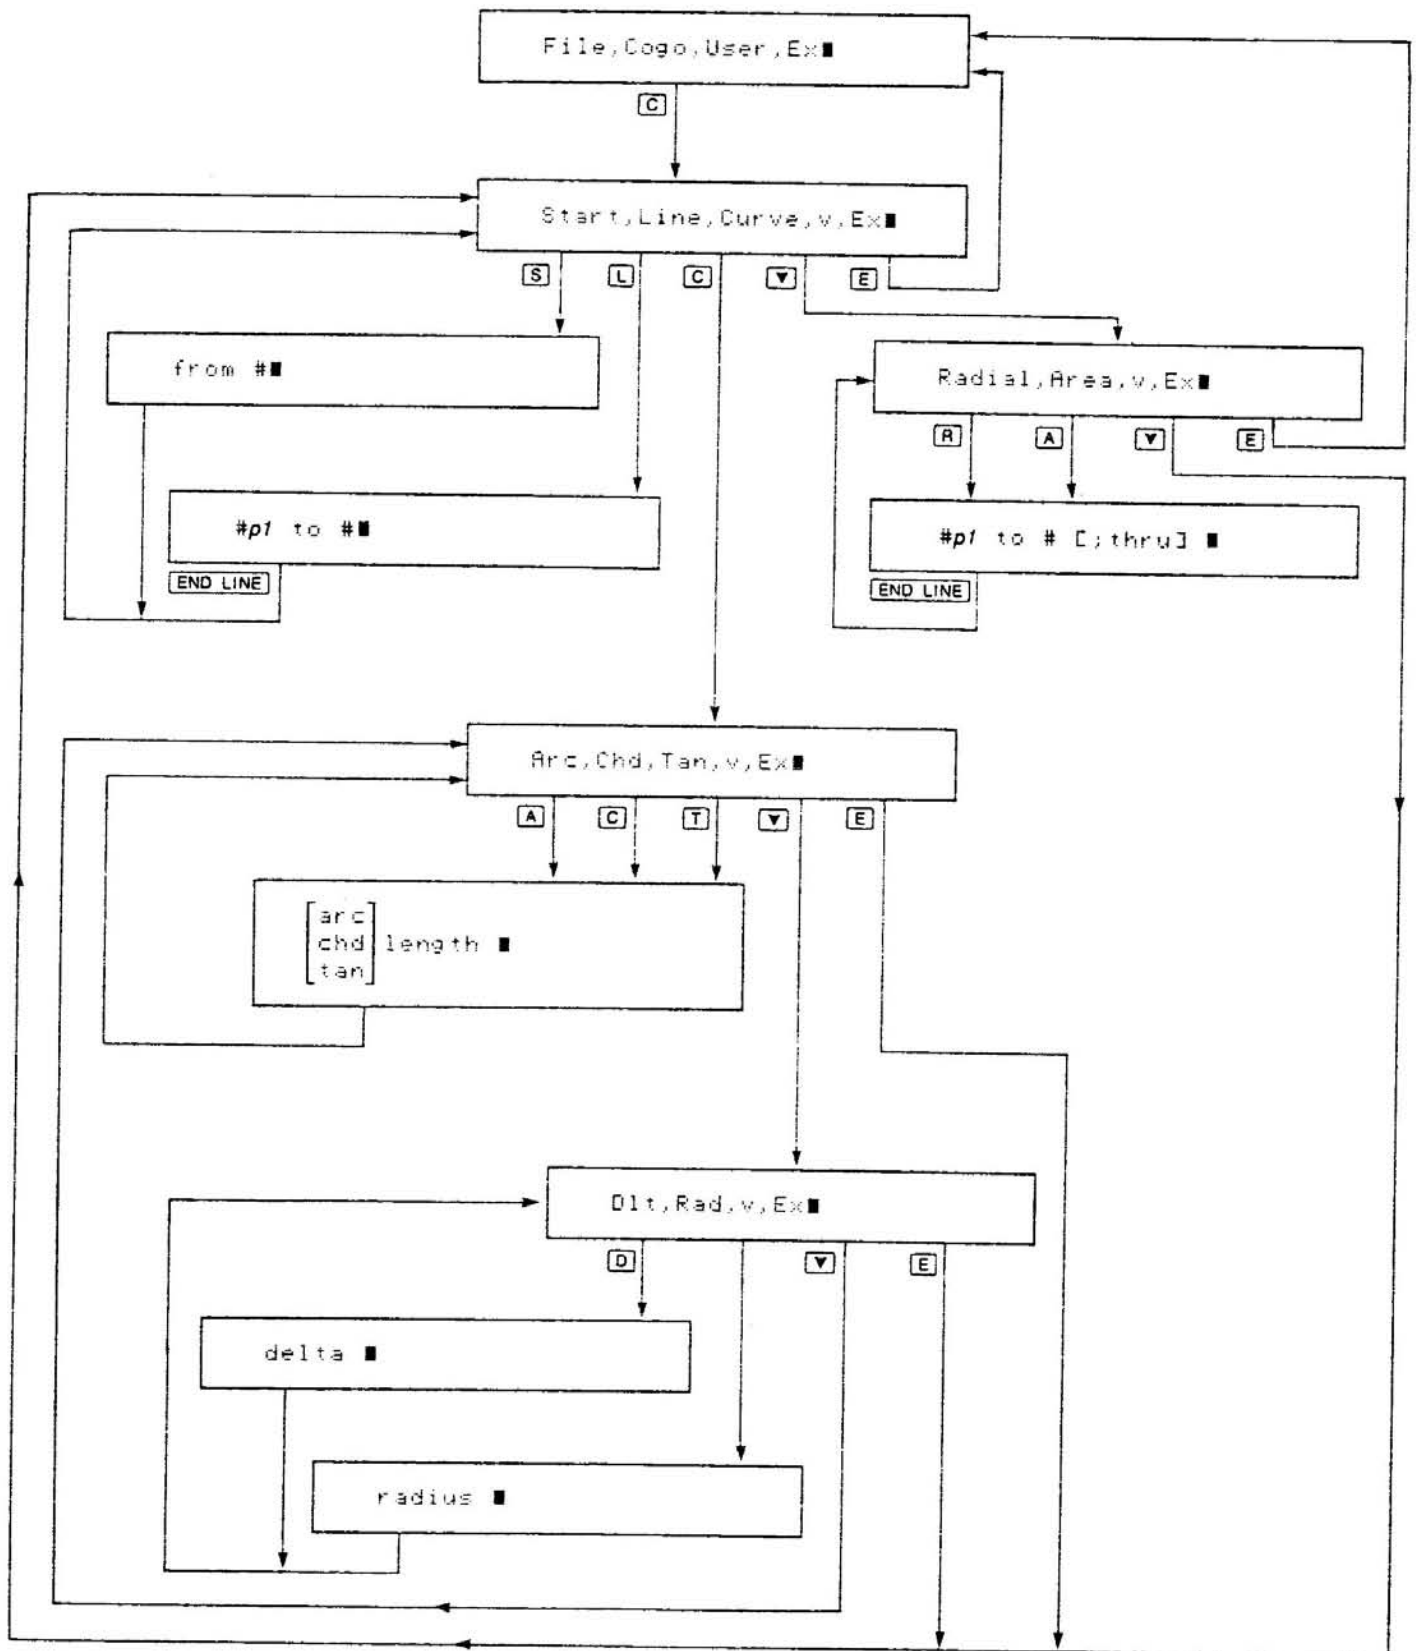 File,Cogo,User,Ex
C
Start,Line,Curve,v,Ex
S L C ▼ E
from #
Radial,Area,v,Ex
R A ▼ E
#p1 to #
END LINE
#p1 to # [;thru]
END LINE
Arc,Chd,Tan,v,Ex
A C T ▼ E
arc
chd length
tan
Dlt,Rad,v,Ex
D ▼ E
delta
radius